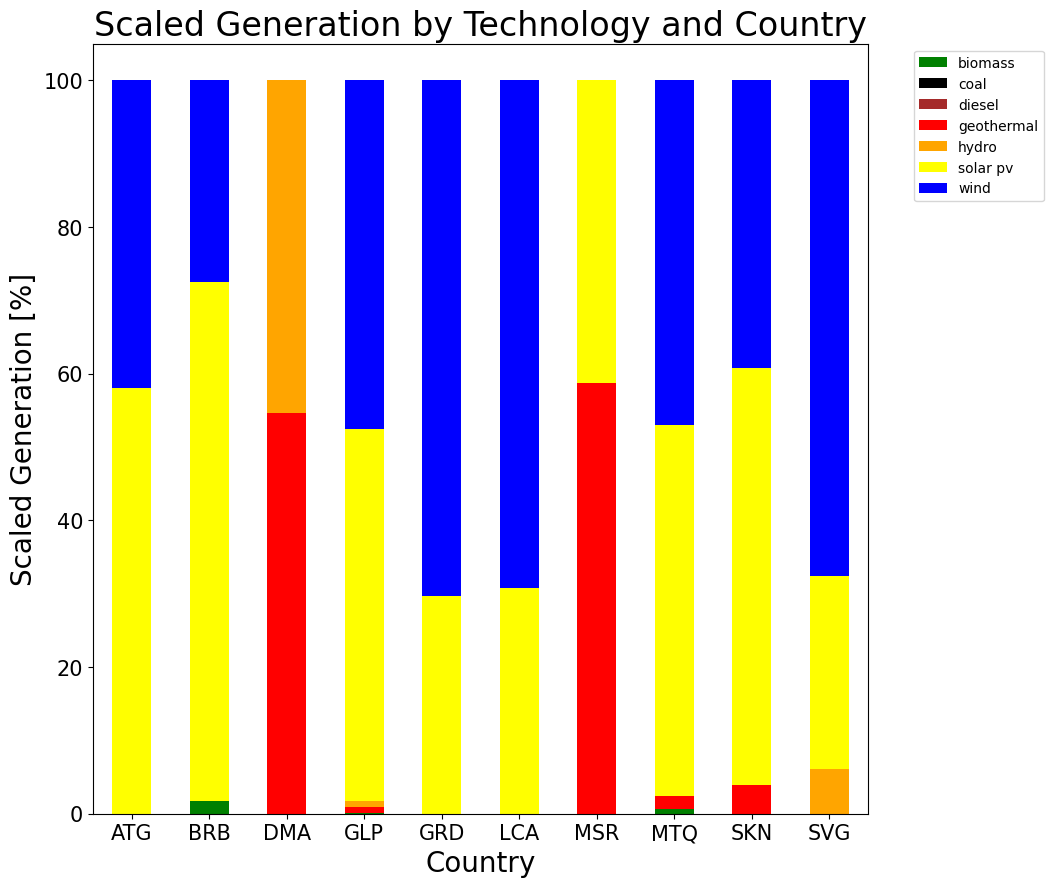 Scaled Generation by Technology and Country
Scaled Generation [%]
100
80
60
40
20
0
ATG BRB DMA GLP GRD LCA MSR MTQ SKN SVG
Country
biomass
coal
diesel
geothermal
hydro
solar pv
wind